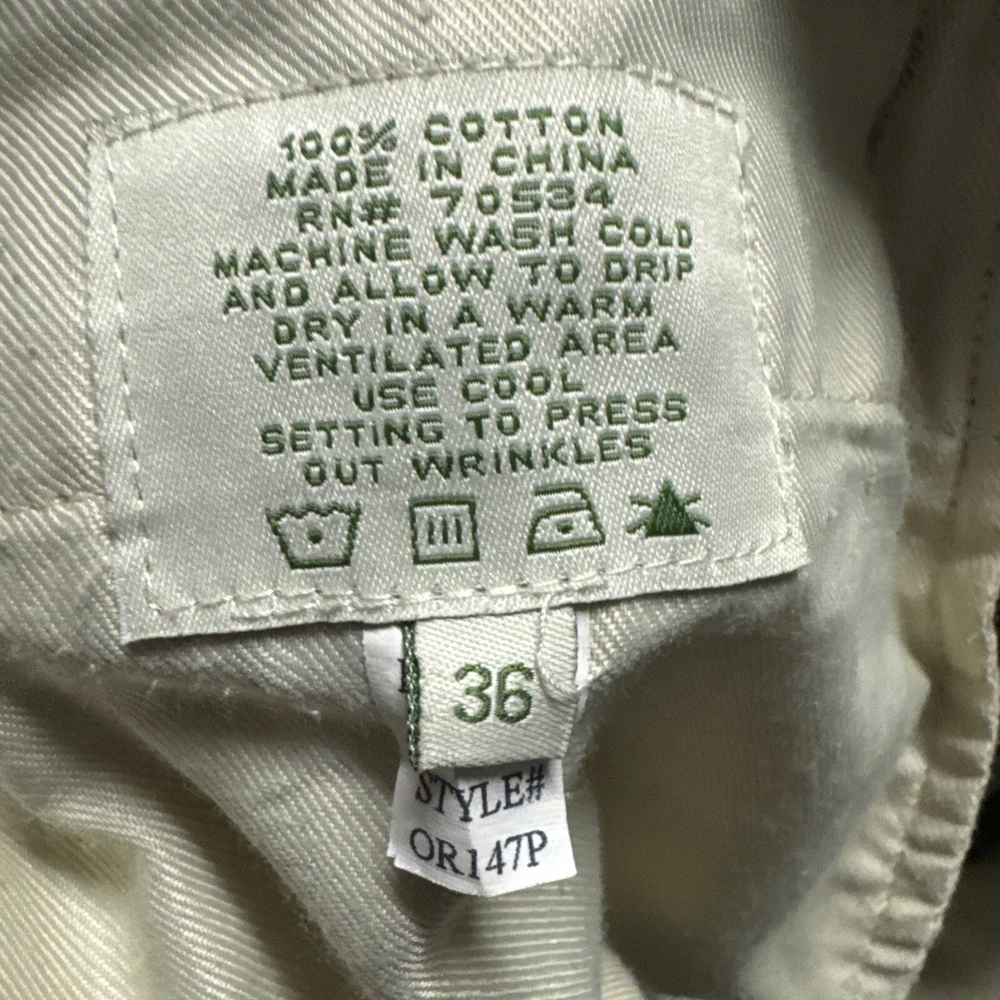 100% COTTON
MADE IN CHINA
RN# 70534
MACHINE WASH COLD
AND ALLOW TO DRIP
DRY IN A WARM
VENTILATED AREA
USE COOL
SETTING TO PRESS
OUT WRINKLES
36
STYLE#
OR147P